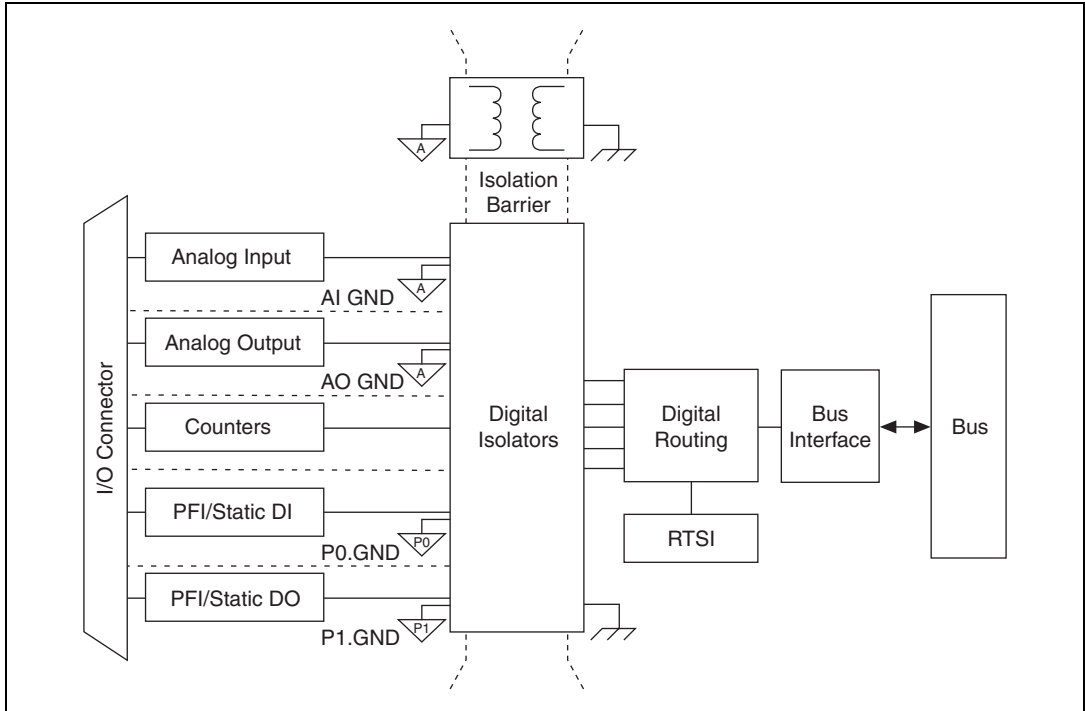 A
Isolation
Barrier
I/O Connector
Analog Input
A
AI GND
Analog Output
A
AO GND
Counters
PFI/Static DI
P0
P0.GND
PFI/Static DO
P1
P1.GND
Digital
Isolators
Digital
Routing
RTSI
Bus
Interface
Bus